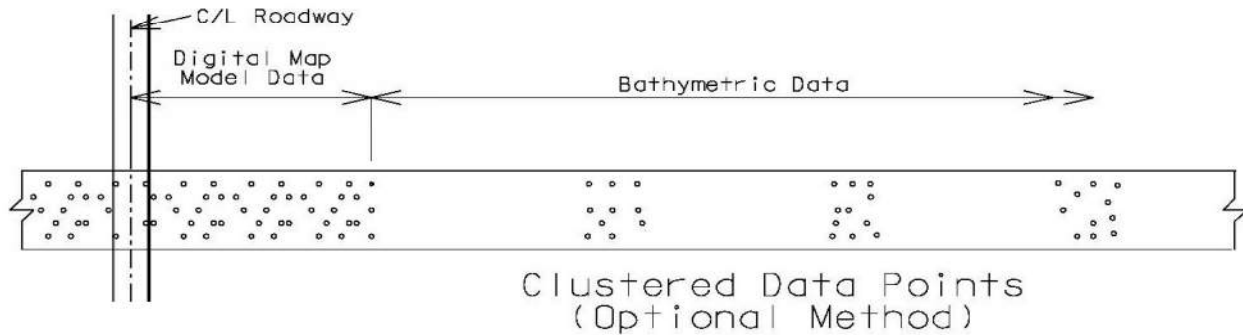 C/L Roadway
Digital Map
Model Data
Bathymetric Data
Clustered Data Points
(Optional Method)